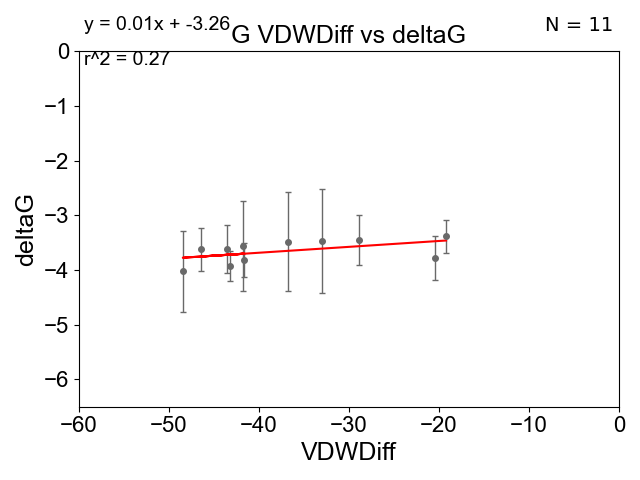 y = 0.01x + -3.26
G VDWDiff vs deltaG
N = 11
r^2 = 0.27
0
−1
−2
−3
−4
−5
−6
deltaG
−60
−50
−40
−30
−20
−10
0
VDWDiff